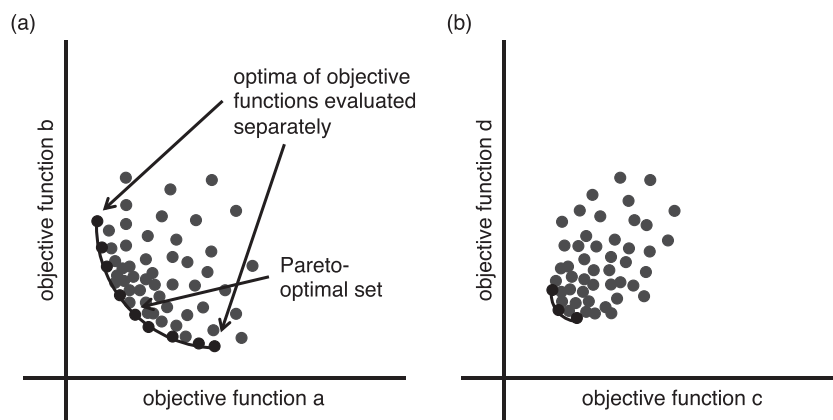 (a)
objective function b
optima of objective
functions evaluated
separately
Pareto-
optimal set
objective function a
(b)
objective function d
objective function c